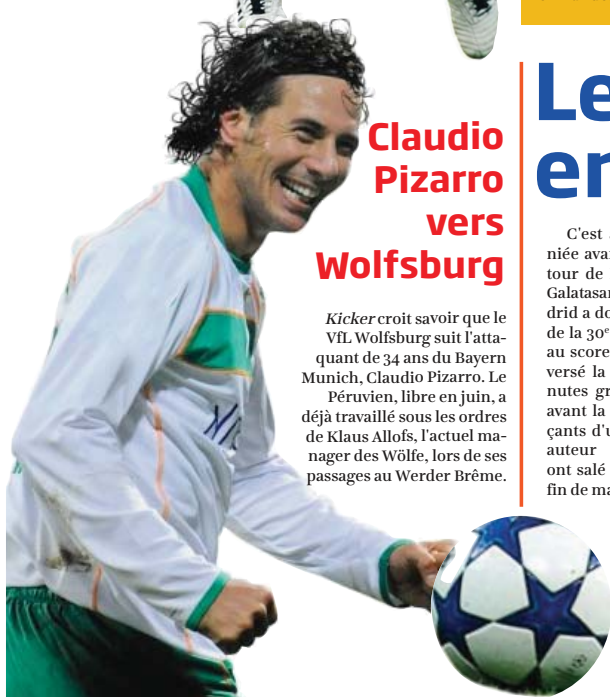 Claudio
Pizarro
vers
Wolfsburg
Kicker croit savoir que le
VfL Wolfsburg suit l'atta-
quant de 34 ans du Bayern
Munich, Claudio Pizarro. Le
Péruvien, libre en juin, a
déjà travaillé sous les ordres
de Klaus Allofs, l'actuel ma-
nager des Wölfe, lors de ses
passages au Werder Brême.
Le
C'est
niée ava
tour de
Galatasar
drid a do
de la 30e
au score
versé la
nutes gr
avant la
çants d'u
auteur
ont salé
fin de ma